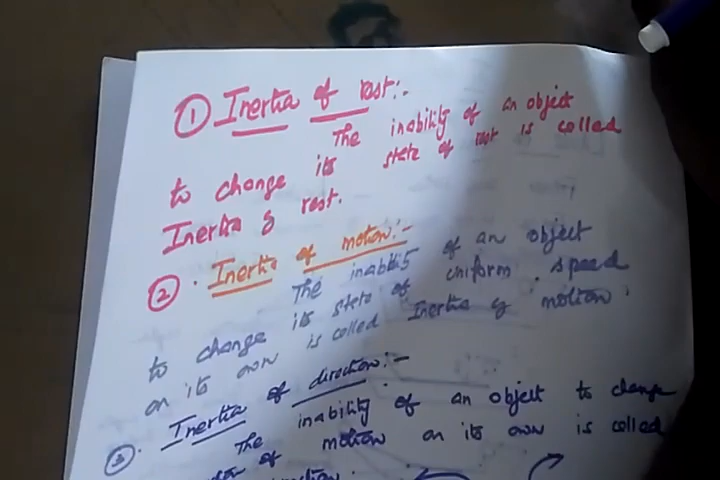 ① Inertia of rest:-
The inability of an object
to change its state of rest is called
Inertia of rest.
② Inertia of motion:-
The inability of an object
to change its state of uniform speed
on its own is called Inertia of motion.
③ Inertia of direction:-
The inability of an object to change
of motion on its own is called